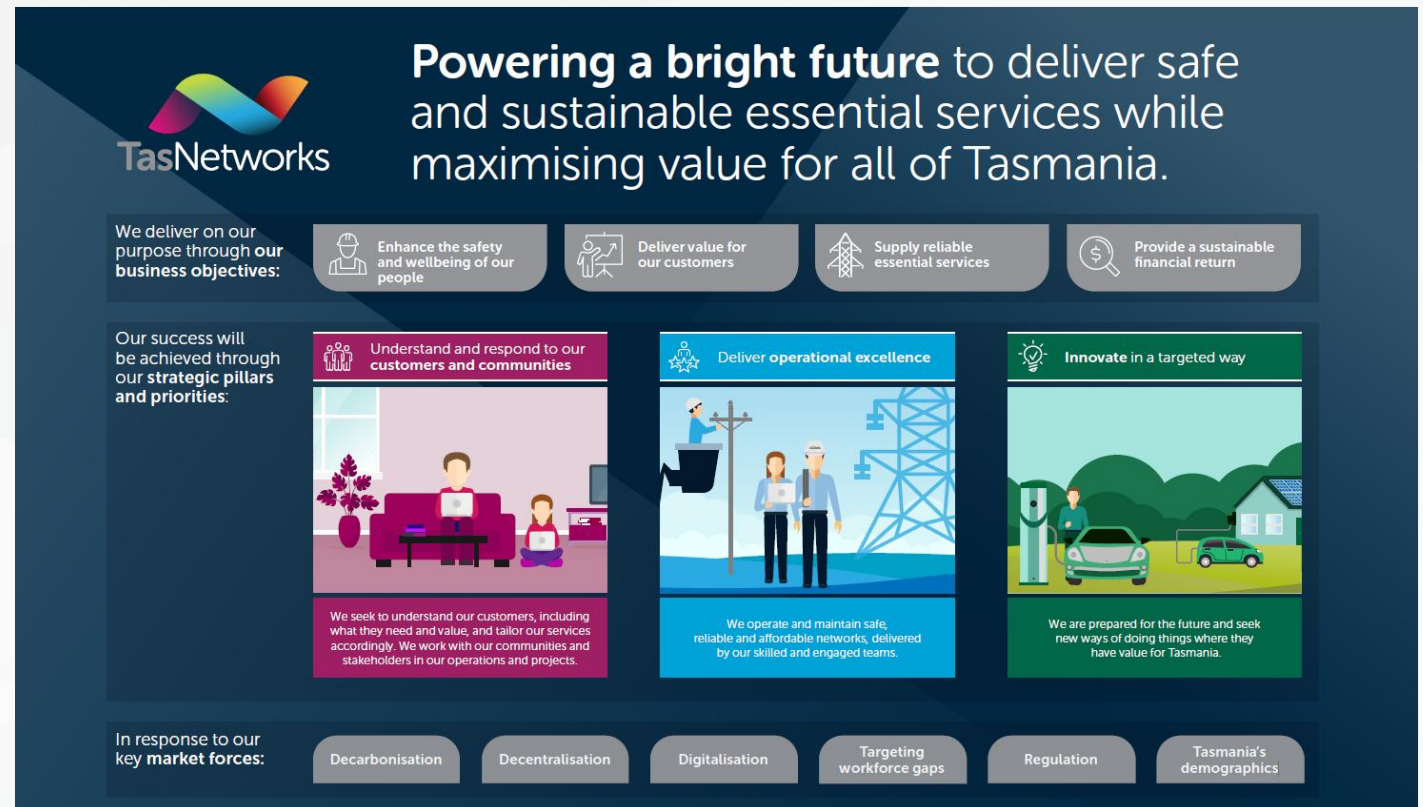 Powering a bright future to deliver safe
and sustainable essential services while
maximising value for all of Tasmania.
TasNetworks
We deliver on our
purpose through our
business objectives:
Enhance the safety
and wellbeing of our
people
Deliver value for
our customers
Supply reliable
essential services
Provide a sustainable
financial return
Our success will
be achieved through
our strategic pillars
and priorities:
Understand and respond to our
customers and communities
We seek to understand our customers, including
what they need and value, and tailor our services
accordingly. We work with our communities and
stakeholders in our operations and projects.
Deliver operational excellence
We operate and maintain safe,
reliable and affordable networks, delivered
by our skilled and engaged teams.
Innovate in a targeted way
We are prepared for the future and seek
new ways of doing things where they
have value for Tasmania.
In response to our
key market forces:
Decarbonisation
Decentralisation
Digitalisation
Targeting
workforce gaps
Regulation
Tasmania's
demographics